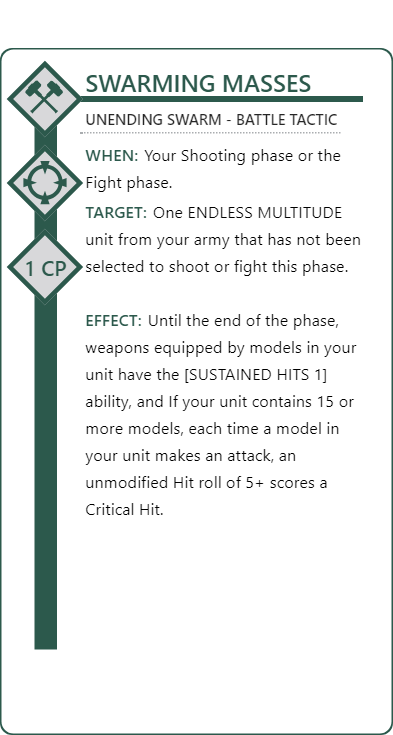 SWARMING MASSES
UNENDING SWARM - BATTLE TACTIC
WHEN: Your Shooting phase or the
Fight phase.
TARGET: One ENDLESS MULTITUDE
unit from your army that has not been
1 CP
selected to shoot or fight this phase.
EFFECT: Until the end of the phase,
weapons equipped by models in your
unit have the [SUSTAINED HITS 1]
ability, and If your unit contains 15 or
more models, each time a model in
your unit makes an attack, an
unmodified Hit roll of 5+ scores a
Critical Hit.